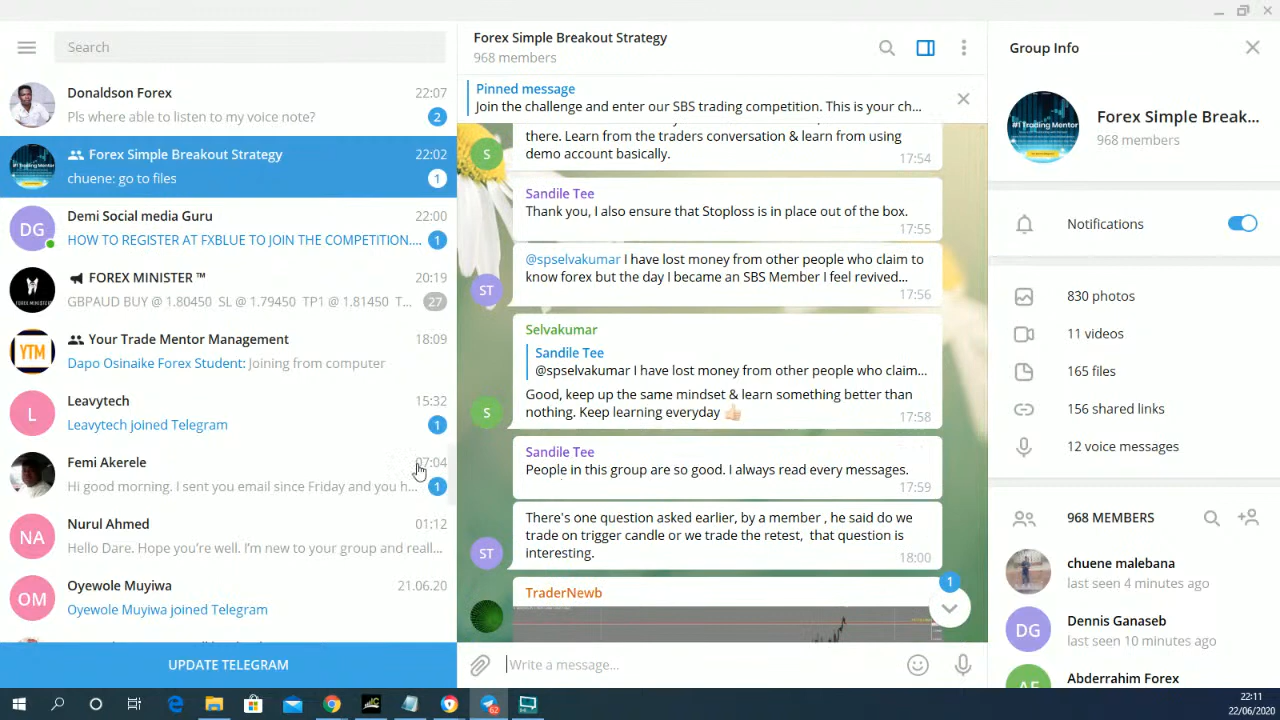 Search
Donaldson Forex
22:07
Pls where able to listen to my voice note?
2
Forex Simple Breakout Strategy
22:02
chuene: go to files
1
DG
Demi Social media Guru
22:00
HOW TO REGISTER AT FXBLUE TO JOIN THE COMPETITION....
1
FOREX MINISTER ™
20:19
GBPAUD BUY @ 1.80450 SL @ 1.79450 TP1 @ 1.81450 T...
27
YTM
Your Trade Mentor Management
18:09
Dapo Osinaike Forex Student: Joining from computer
L
Leavytech
15:32
Leavytech joined Telegram
1
Femi Akerele
07:04
Hi good morning. I sent you email since Friday and you h...
1
NA
Nurul Ahmed
01:12
Hello Dare. Hope you're well. I'm new to your group and reall...
OM
Oyewole Muyiwa
21.06.20
Oyewole Muyiwa joined Telegram
UPDATE TELEGRAM
Forex Simple Breakout Strategy
968 members
Pinned message
Join the challenge and enter our SBS trading competition. This is your ch...
there. Learn from the traders conversation & learn from using
demo account basically.
17:54
S
Sandile Tee
Thank you, I also ensure that Stoploss is in place out of the box.
17:55
@spselvakumar I have lost money from other people who claim to
know forex but the day I became an SBS Member I feel revived...
17:56
ST
Selvakumar
Sandile Tee
@spselvakumar I have lost money from other people who claim...
Good, keep up the same mindset & learn something better than
nothing. Keep learning everyday 👍🏻
17:58
S
Sandile Tee
People in this group are so good. I always read every messages.
17:59
There's one question asked earlier, by a member , he said do we
trade on trigger candle or we trade the retest, that question is
interesting.
18:00
ST
TraderNewb
1
Write a message...
Group Info
#1 Trading Mentor
Forex Simple Break...
968 members
Notifications
830 photos
11 videos
165 files
156 shared links
12 voice messages
968 MEMBERS
chuene malebana
last seen 4 minutes ago
DG
Dennis Ganaseb
last seen 10 minutes ago
Abderrahim Forex
62
22:11
22/06/2020